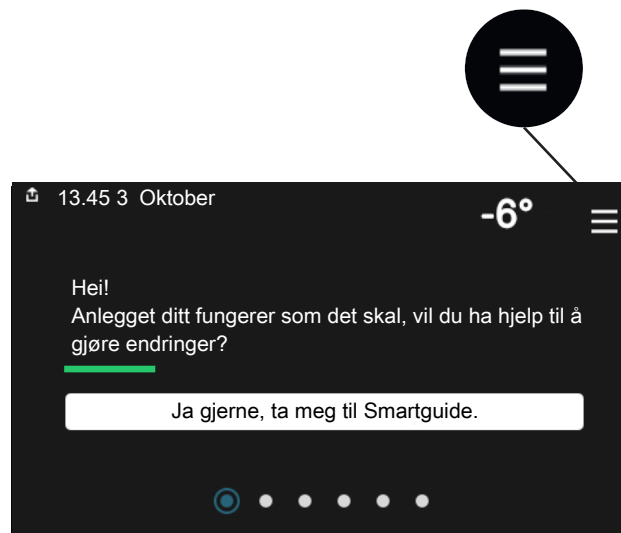 13.45 3 Oktober
-6°
Hei!
Anlegget ditt fungerer som det skal, vil du ha hjelp til å
gjøre endringer?
Ja gjerne, ta meg til Smartguide.